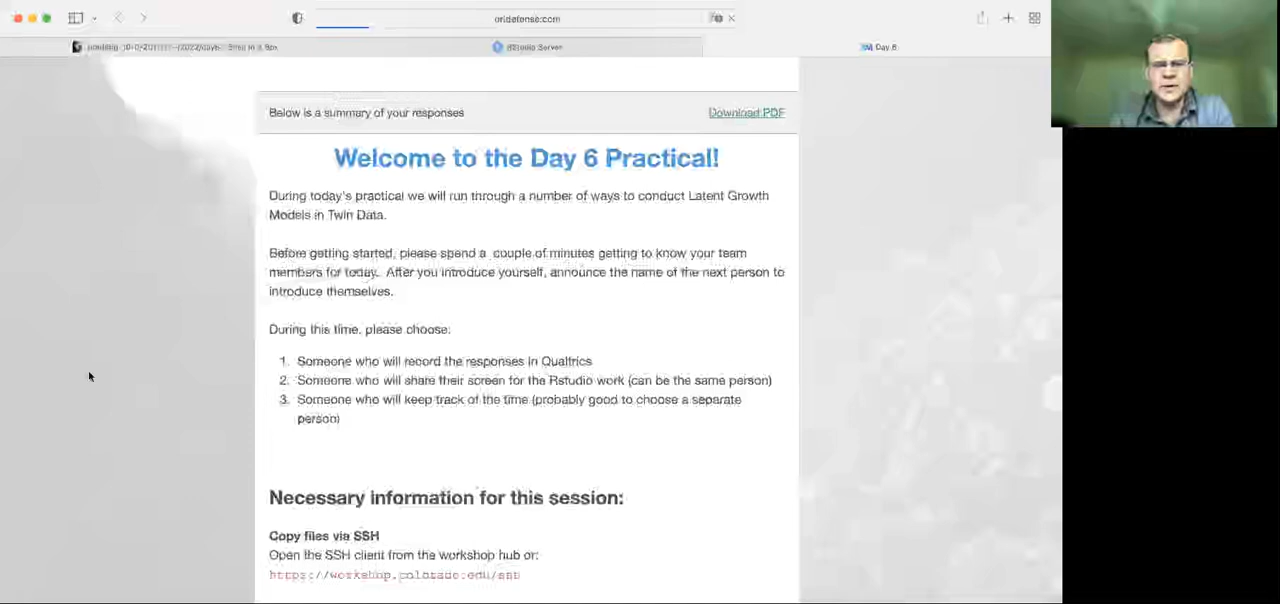 RStudio Server
Day 6
Below is a summary of your responses
Download PDF
Welcome to the Day 6 Practical!
During today's practical we will run through a number of ways to conduct Latent Growth
Models in Twin Data.
Before getting started, please spend a couple of minutes getting to know your team
members for today. After you introduce yourself, announce the name of the next person to
introduce themselves.
During this time, please choose:
1. Someone who will record the responses in Qualtrics
2. Someone who will share their screen for the Rstudio work (can be the same person)
3. Someone who will keep track of the time (probably good to choose a separate
person)
Necessary information for this session:
Copy files via SSH
Open the SSH client from the workshop hub or:
https://workshop.colorado.edu/ssh